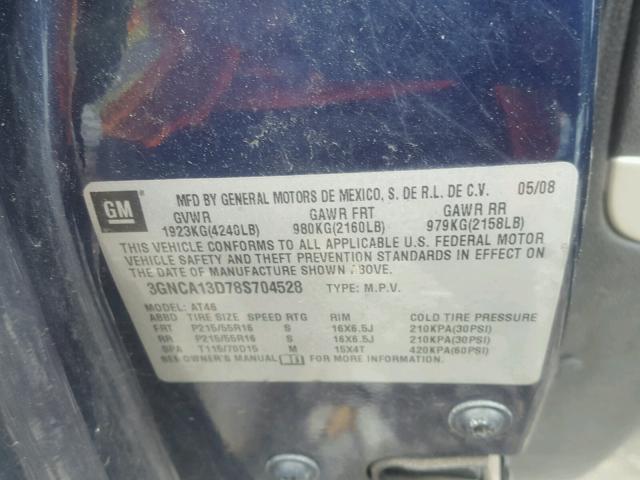 GM
MFD BY GENERAL MOTORS DE MEXICO, S. DE R.L. DE C.V. 05/08
GVWR GAWR FRT GAWR RR
1923KG(4240LB) 980KG(2160LB) 979KG(2158LB)
THIS VEHICLE CONFORMS TO ALL APPLICABLE U.S. FEDERAL MOTOR
VEHICLE SAFETY AND THEFT PREVENTION STANDARDS IN EFFECT ON THE
DATE OF MANUFACTURE SHOWN ABOVE.
3GNCA13D78S704528 TYPE: M.P.V.
MODEL: AT46
ABBD TIRE SIZE SPEED RTG RIM COLD TIRE PRESSURE
FRT P215/55R16 S 16X6.5J 210KPA(30PSI)
RR P215/55R16 S 16X6.5J 210KPA(30PSI)
SPA T115/70D15 M 15X4T 420KPA(60PSI)
SEE OWNER'S MANUAL FOR MORE INFORMATION